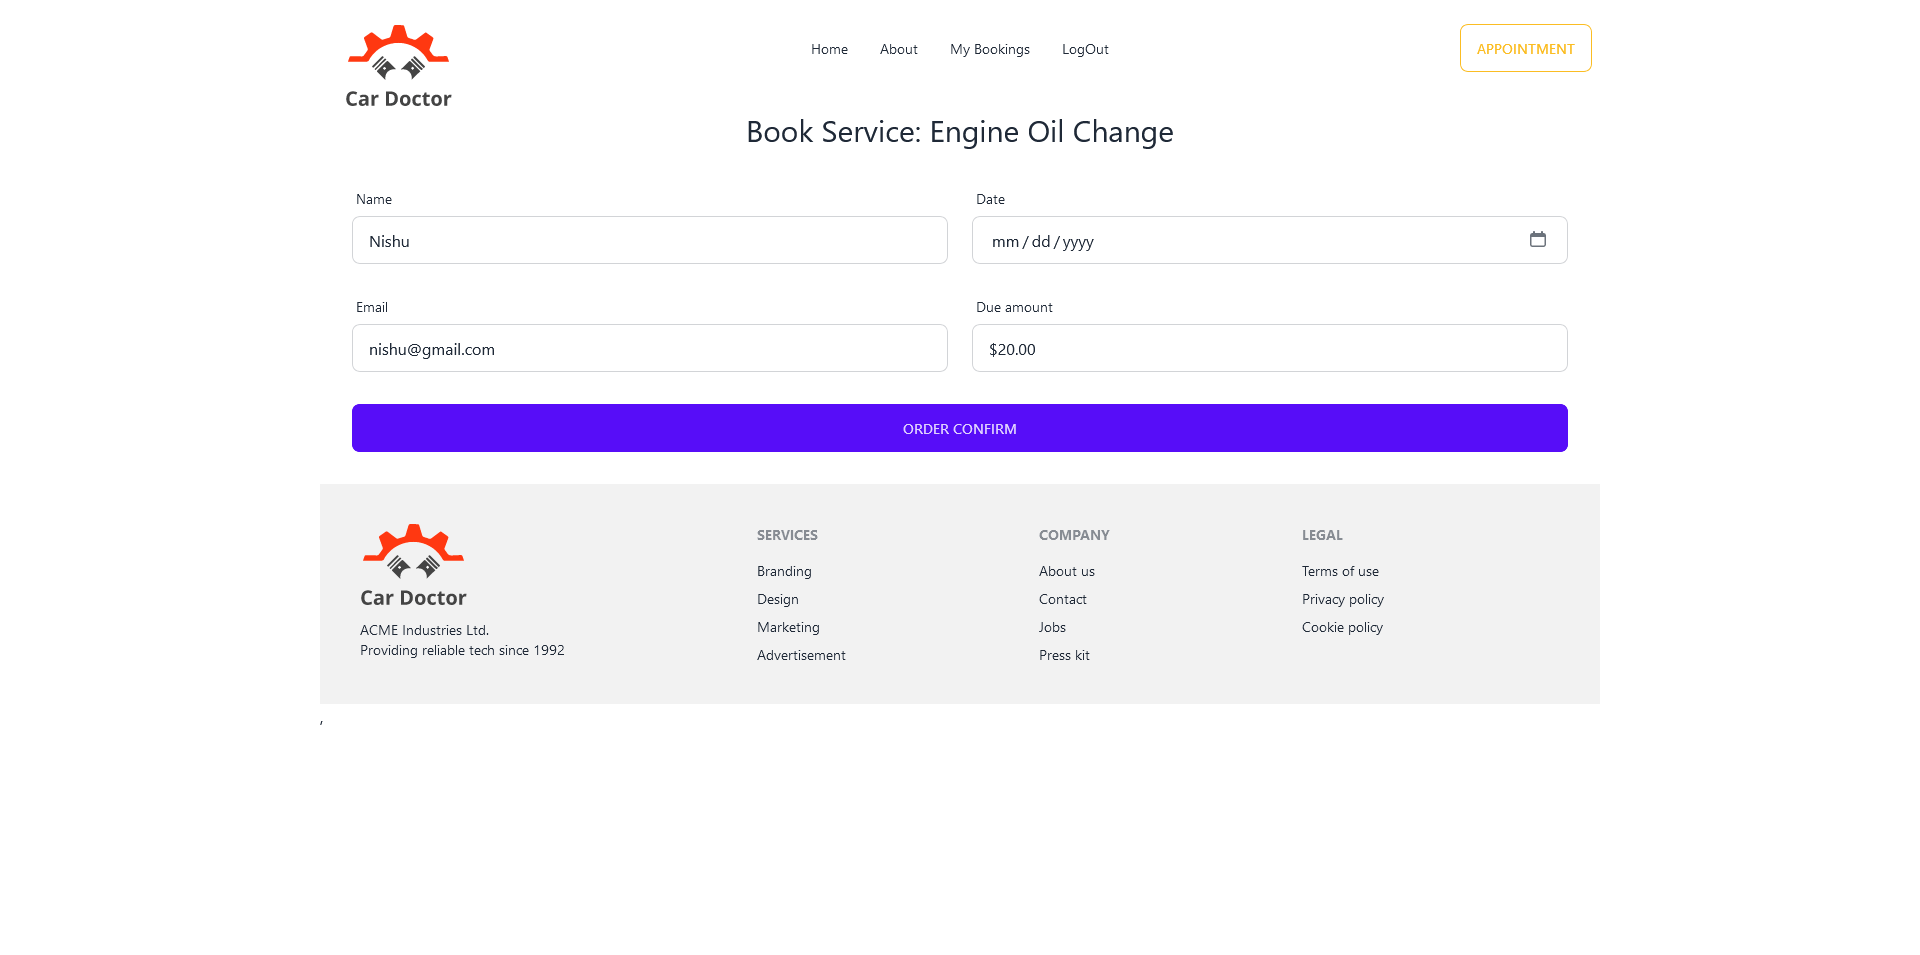 Car Doctor
Home About My Bookings LogOut
APPOINTMENT
Book Service: Engine Oil Change
Name
Nishu
Date
mm/dd/yyyy
Email
nishu@gmail.com
Due amount
$20.00
ORDER CONFIRM
Car Doctor
ACME Industries Ltd.
Providing reliable tech since 1992
SERVICES
Branding
Design
Marketing
Advertisement
COMPANY
About us
Contact
Jobs
Press kit
LEGAL
Terms of use
Privacy policy
Cookie policy
,